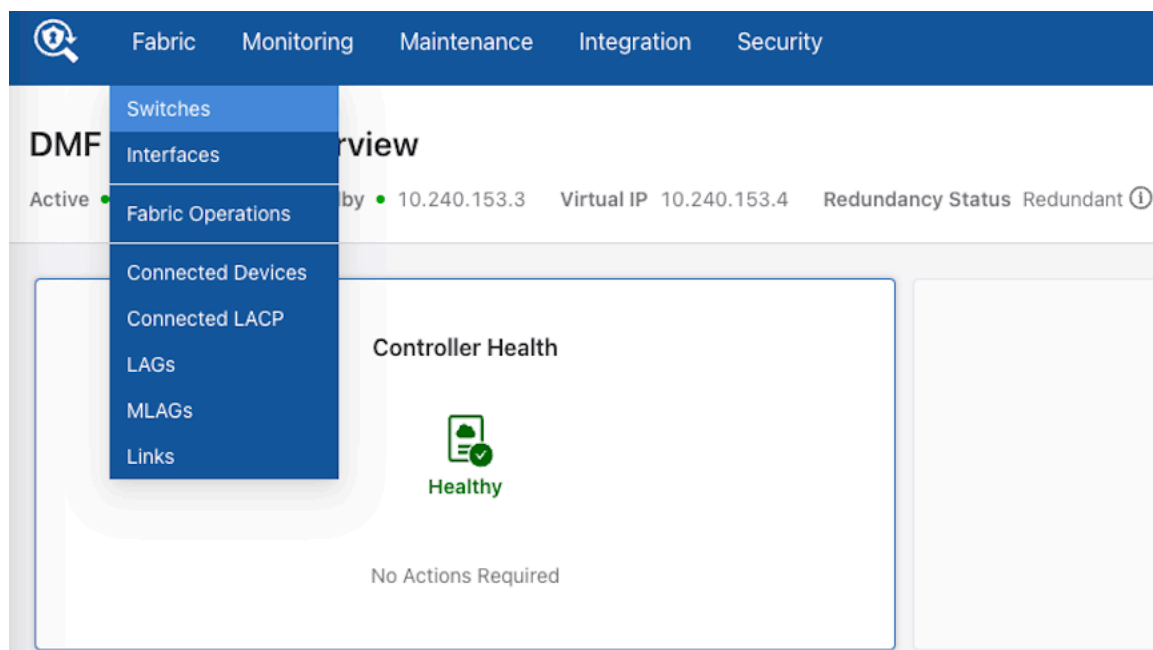 Fabric Monitoring Maintenance Integration Security
Switches
Interfaces
Fabric Operations
Connected Devices
Connected LACP
LAGs
MLAGs
Links
DMF rview
Active by 10.240.153.3 Virtual IP 10.240.153.4 Redundancy Status Redundant
Controller Health
Healthy
No Actions Required